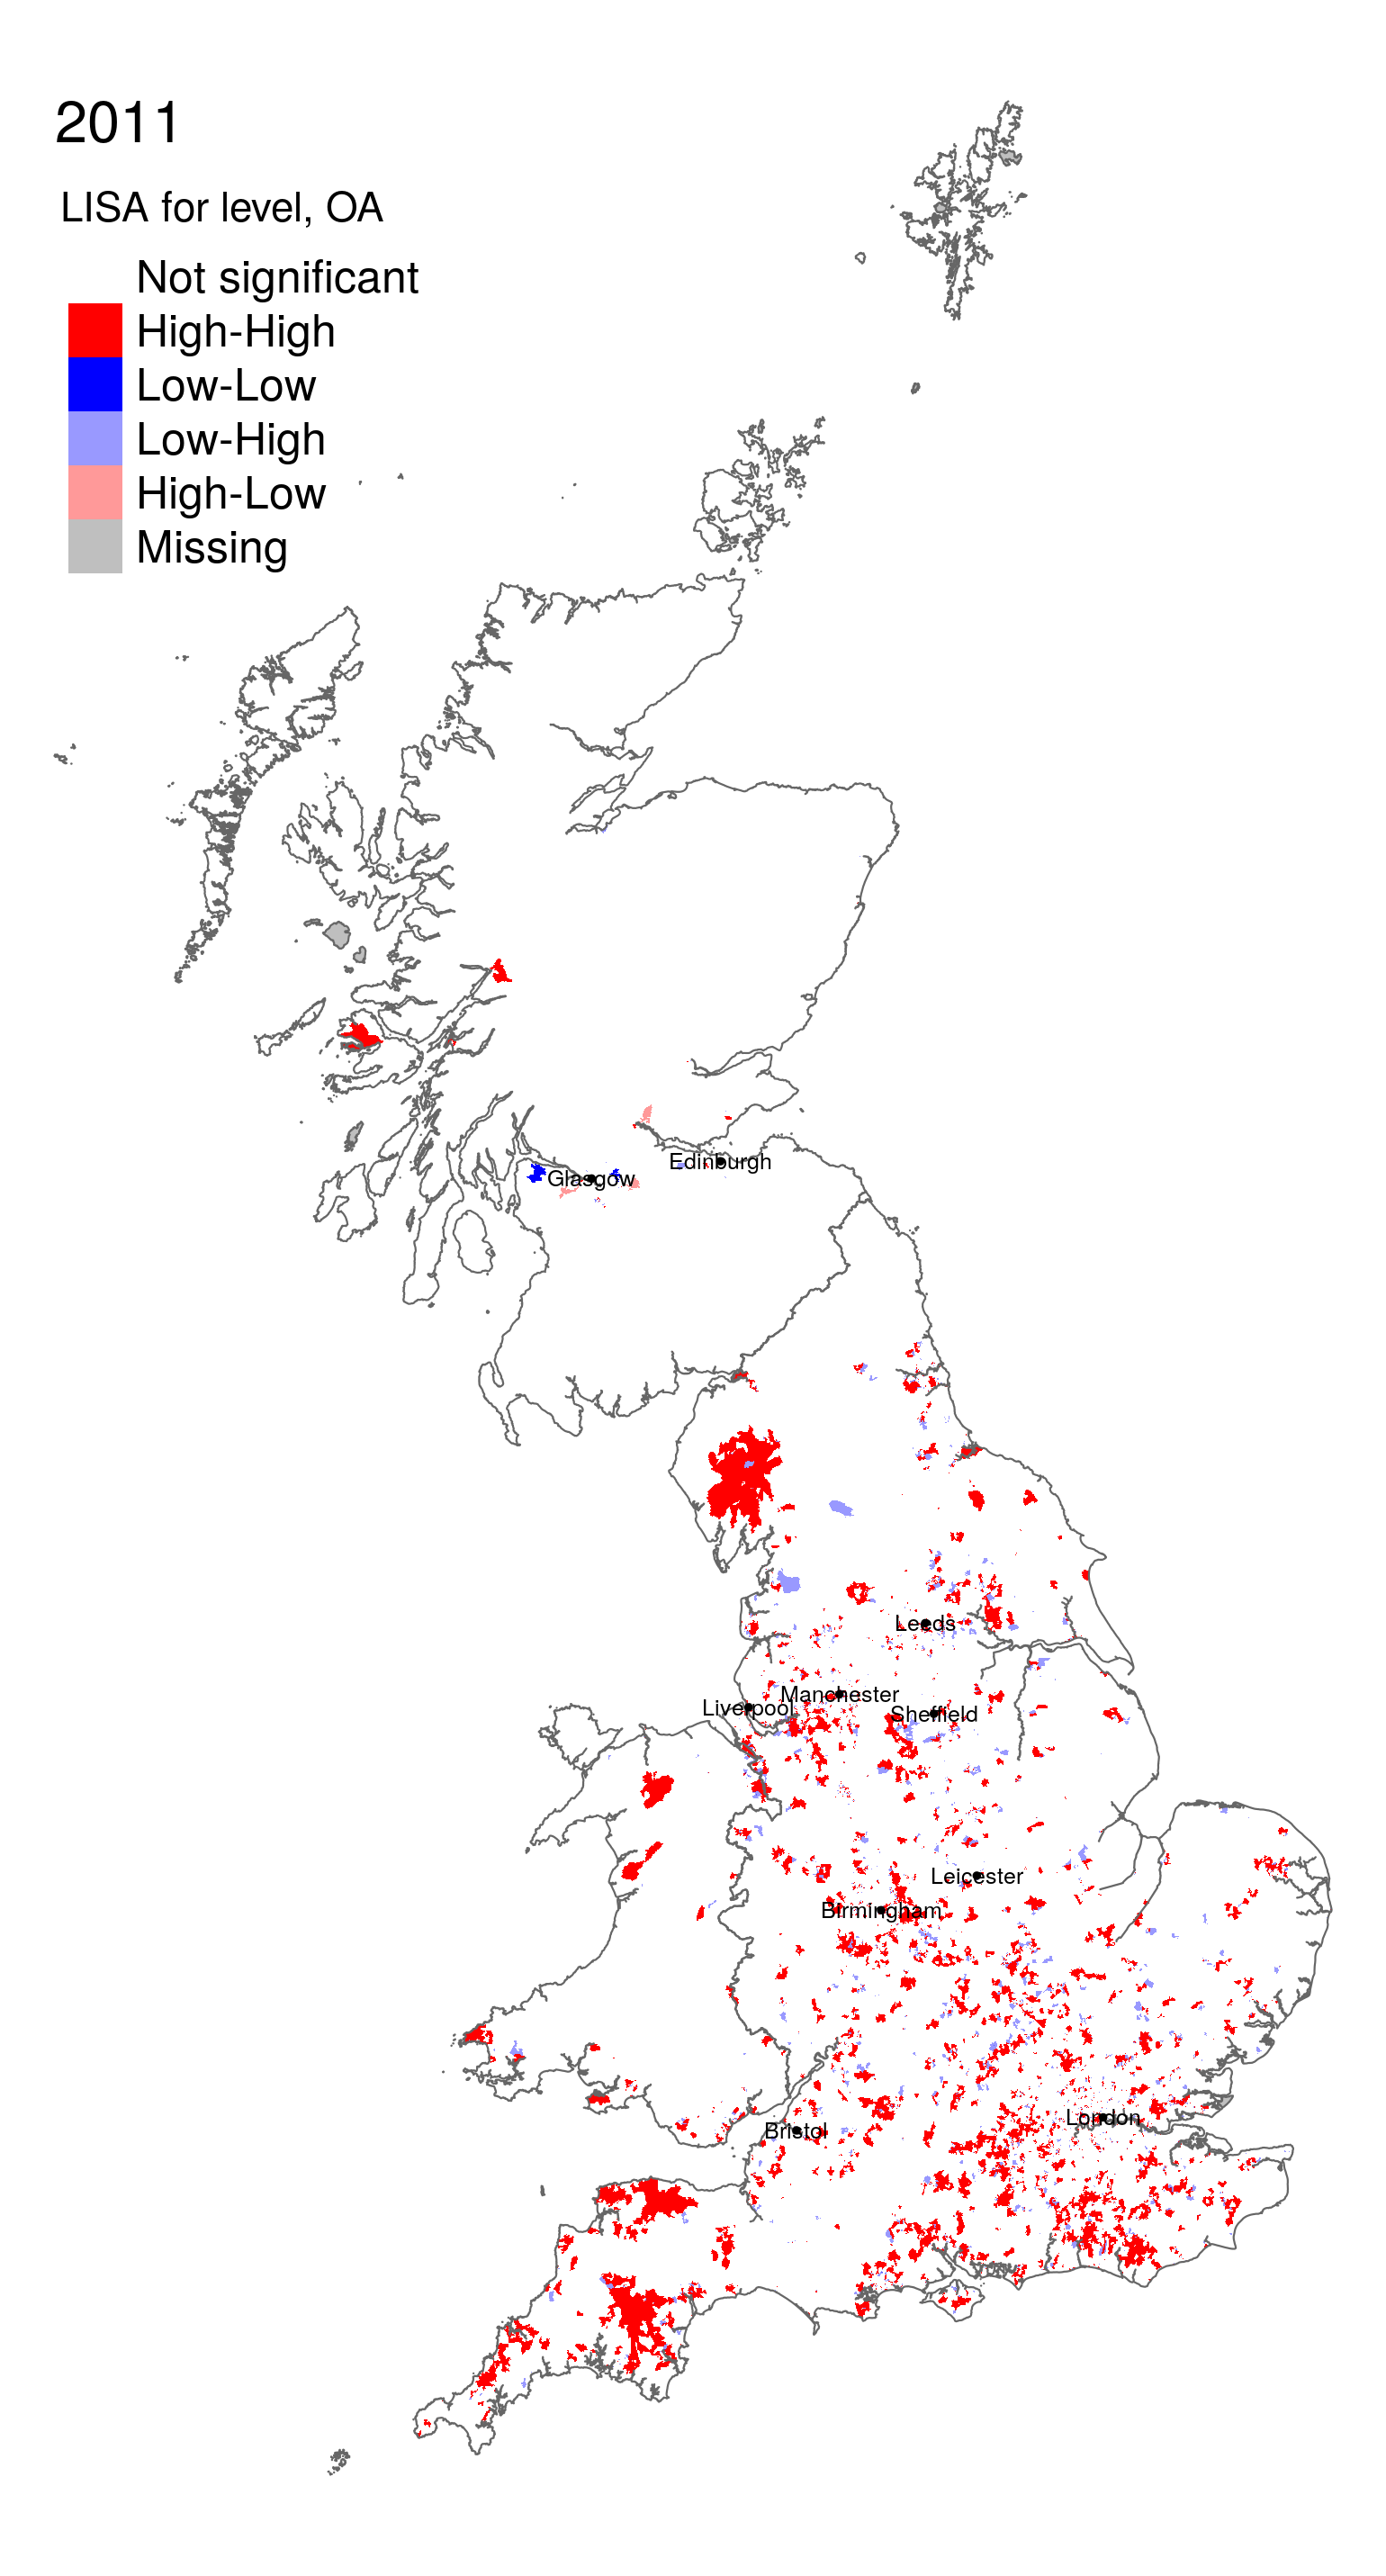 2011
LISA for level, OA
Not significant
High-High
Low-Low
Low-High
High-Low
Missing
Edinburgh
Glasgow
Leeds
Manchester
Liverpool
Sheffield
Leicester
Birmingham
London
Bristol